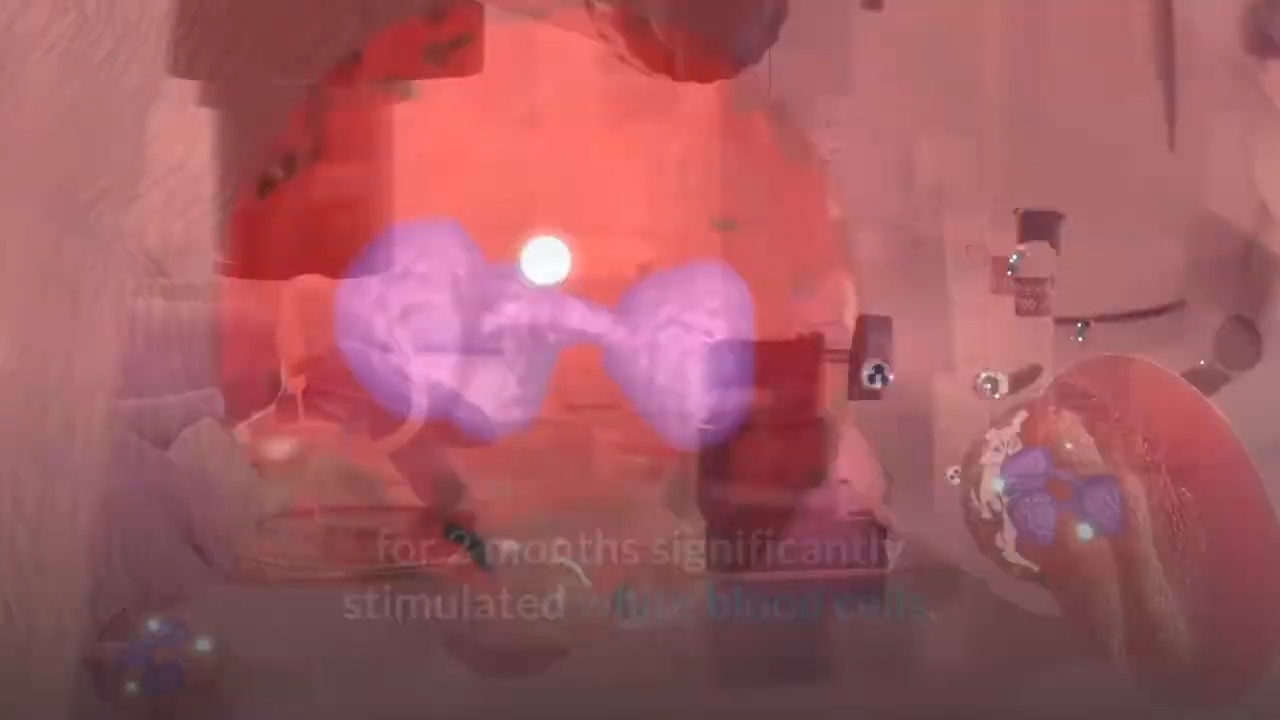 for 2 months significantly
stimulated white blood cells.